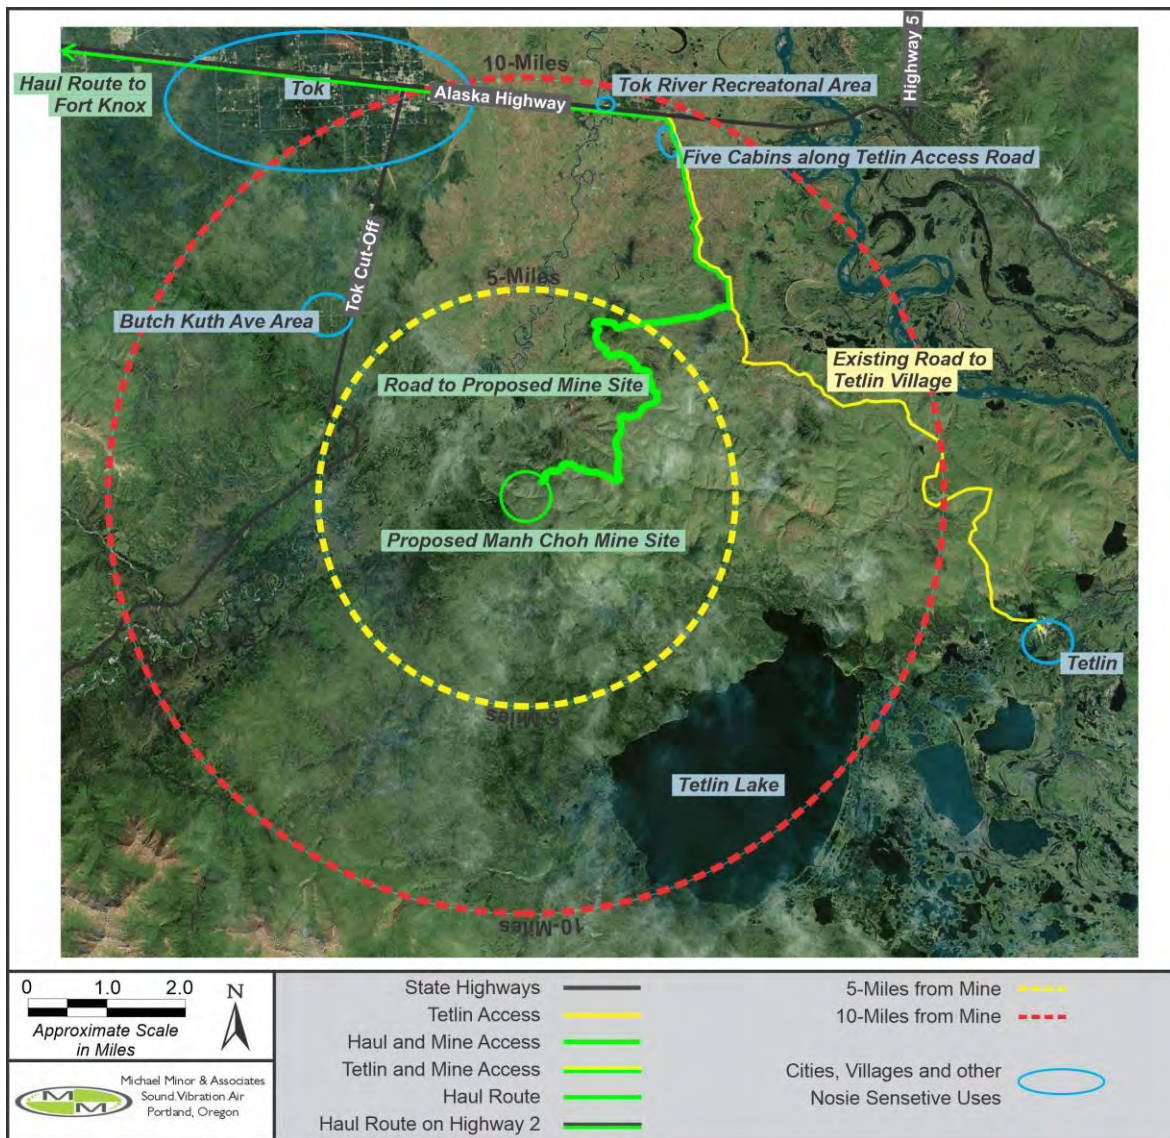 Highway 5
10-Miles
Haul Route to
Fort Knox
Tok
Alaska Highway
Tok River Recreatonal Area
Five Cabins along Tetlin Access Road
Tok Cut-Off
5-Miles
Butch Kuth Ave Area
Existing Road to
Tetlin Village
Road to Proposed Mine Site
Proposed Manh Choh Mine Site
Tetlin
5-Miles
Tetlin Lake
10-Miles
0 1.0 2.0
Approximate Scale
in Miles
N
Michael Minor & Associates
Sound.Vibration.Air
Portland, Oregon
M M
State Highways
Tetlin Access
Haul and Mine Access
Tetlin and Mine Access
Haul Route
Haul Route on Highway 2
5-Miles from Mine
10-Miles from Mine
Cities, Villages and other
Nosie Sensetive Uses